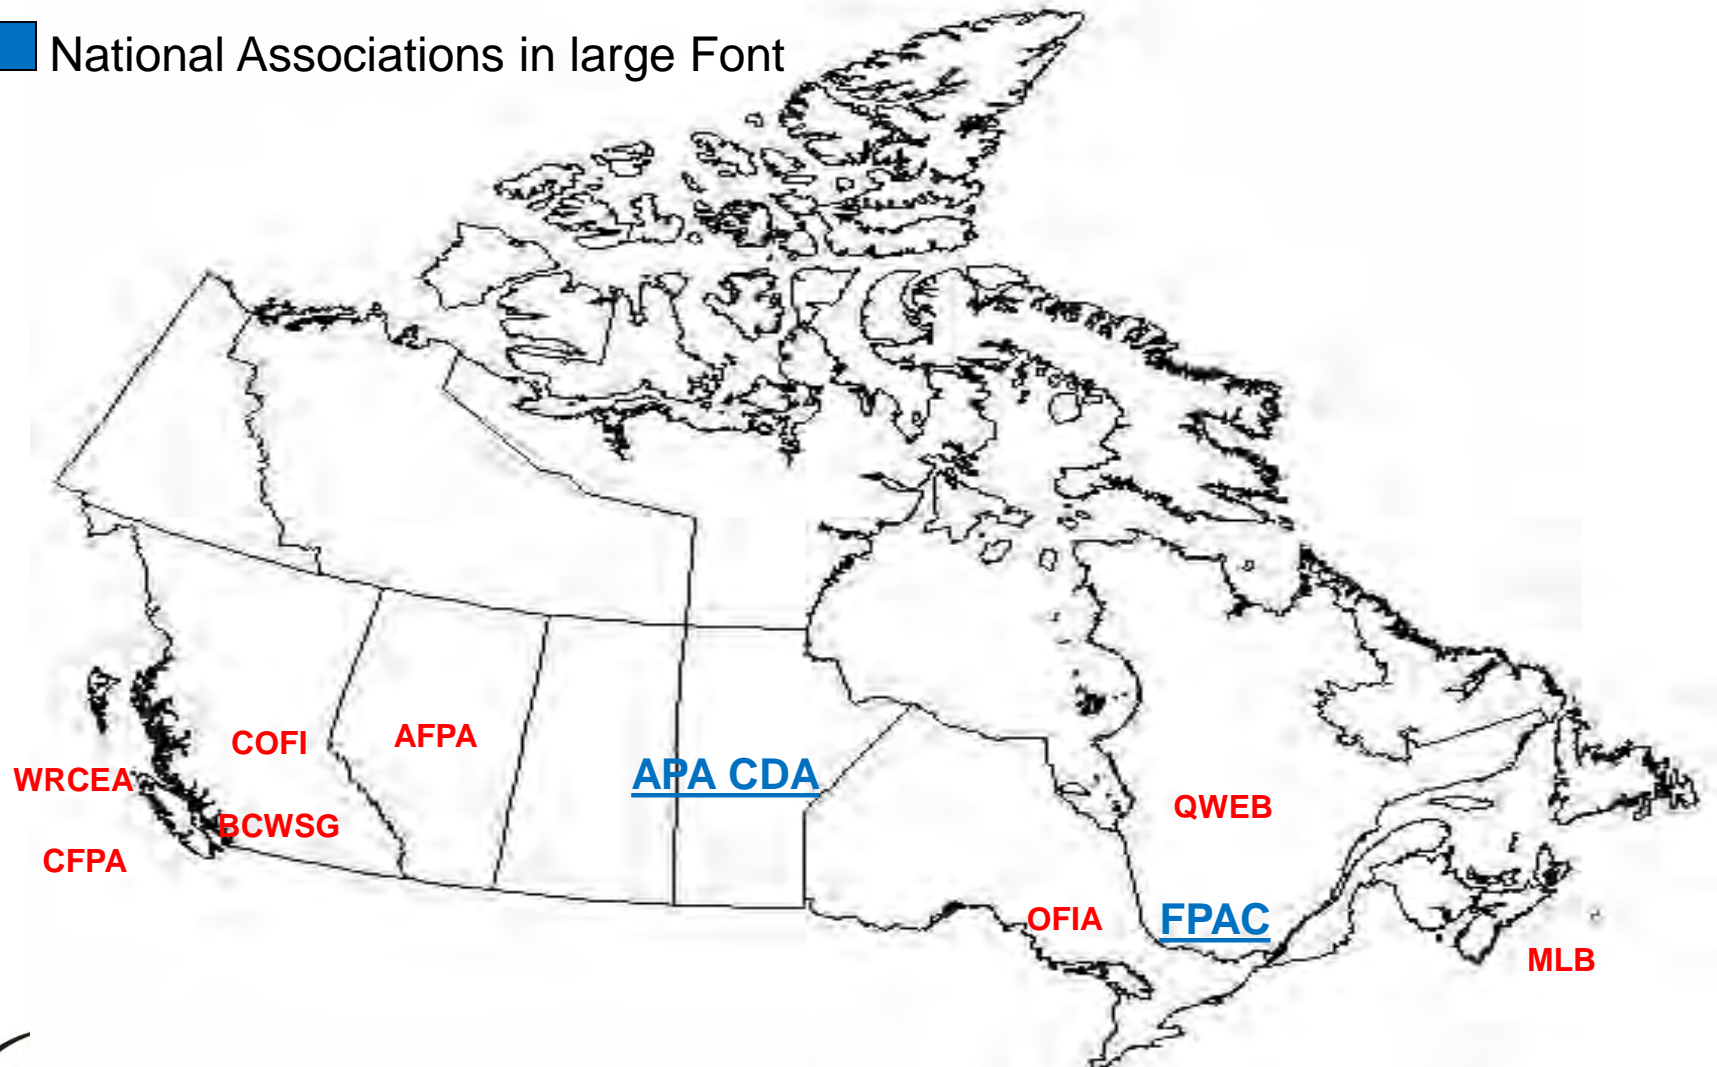 National Associations in large Font
COFI
AFPA
WRCEA
APA CDA
QWEB
BCWSG
CFPA
OFIA
FPAC
MLB